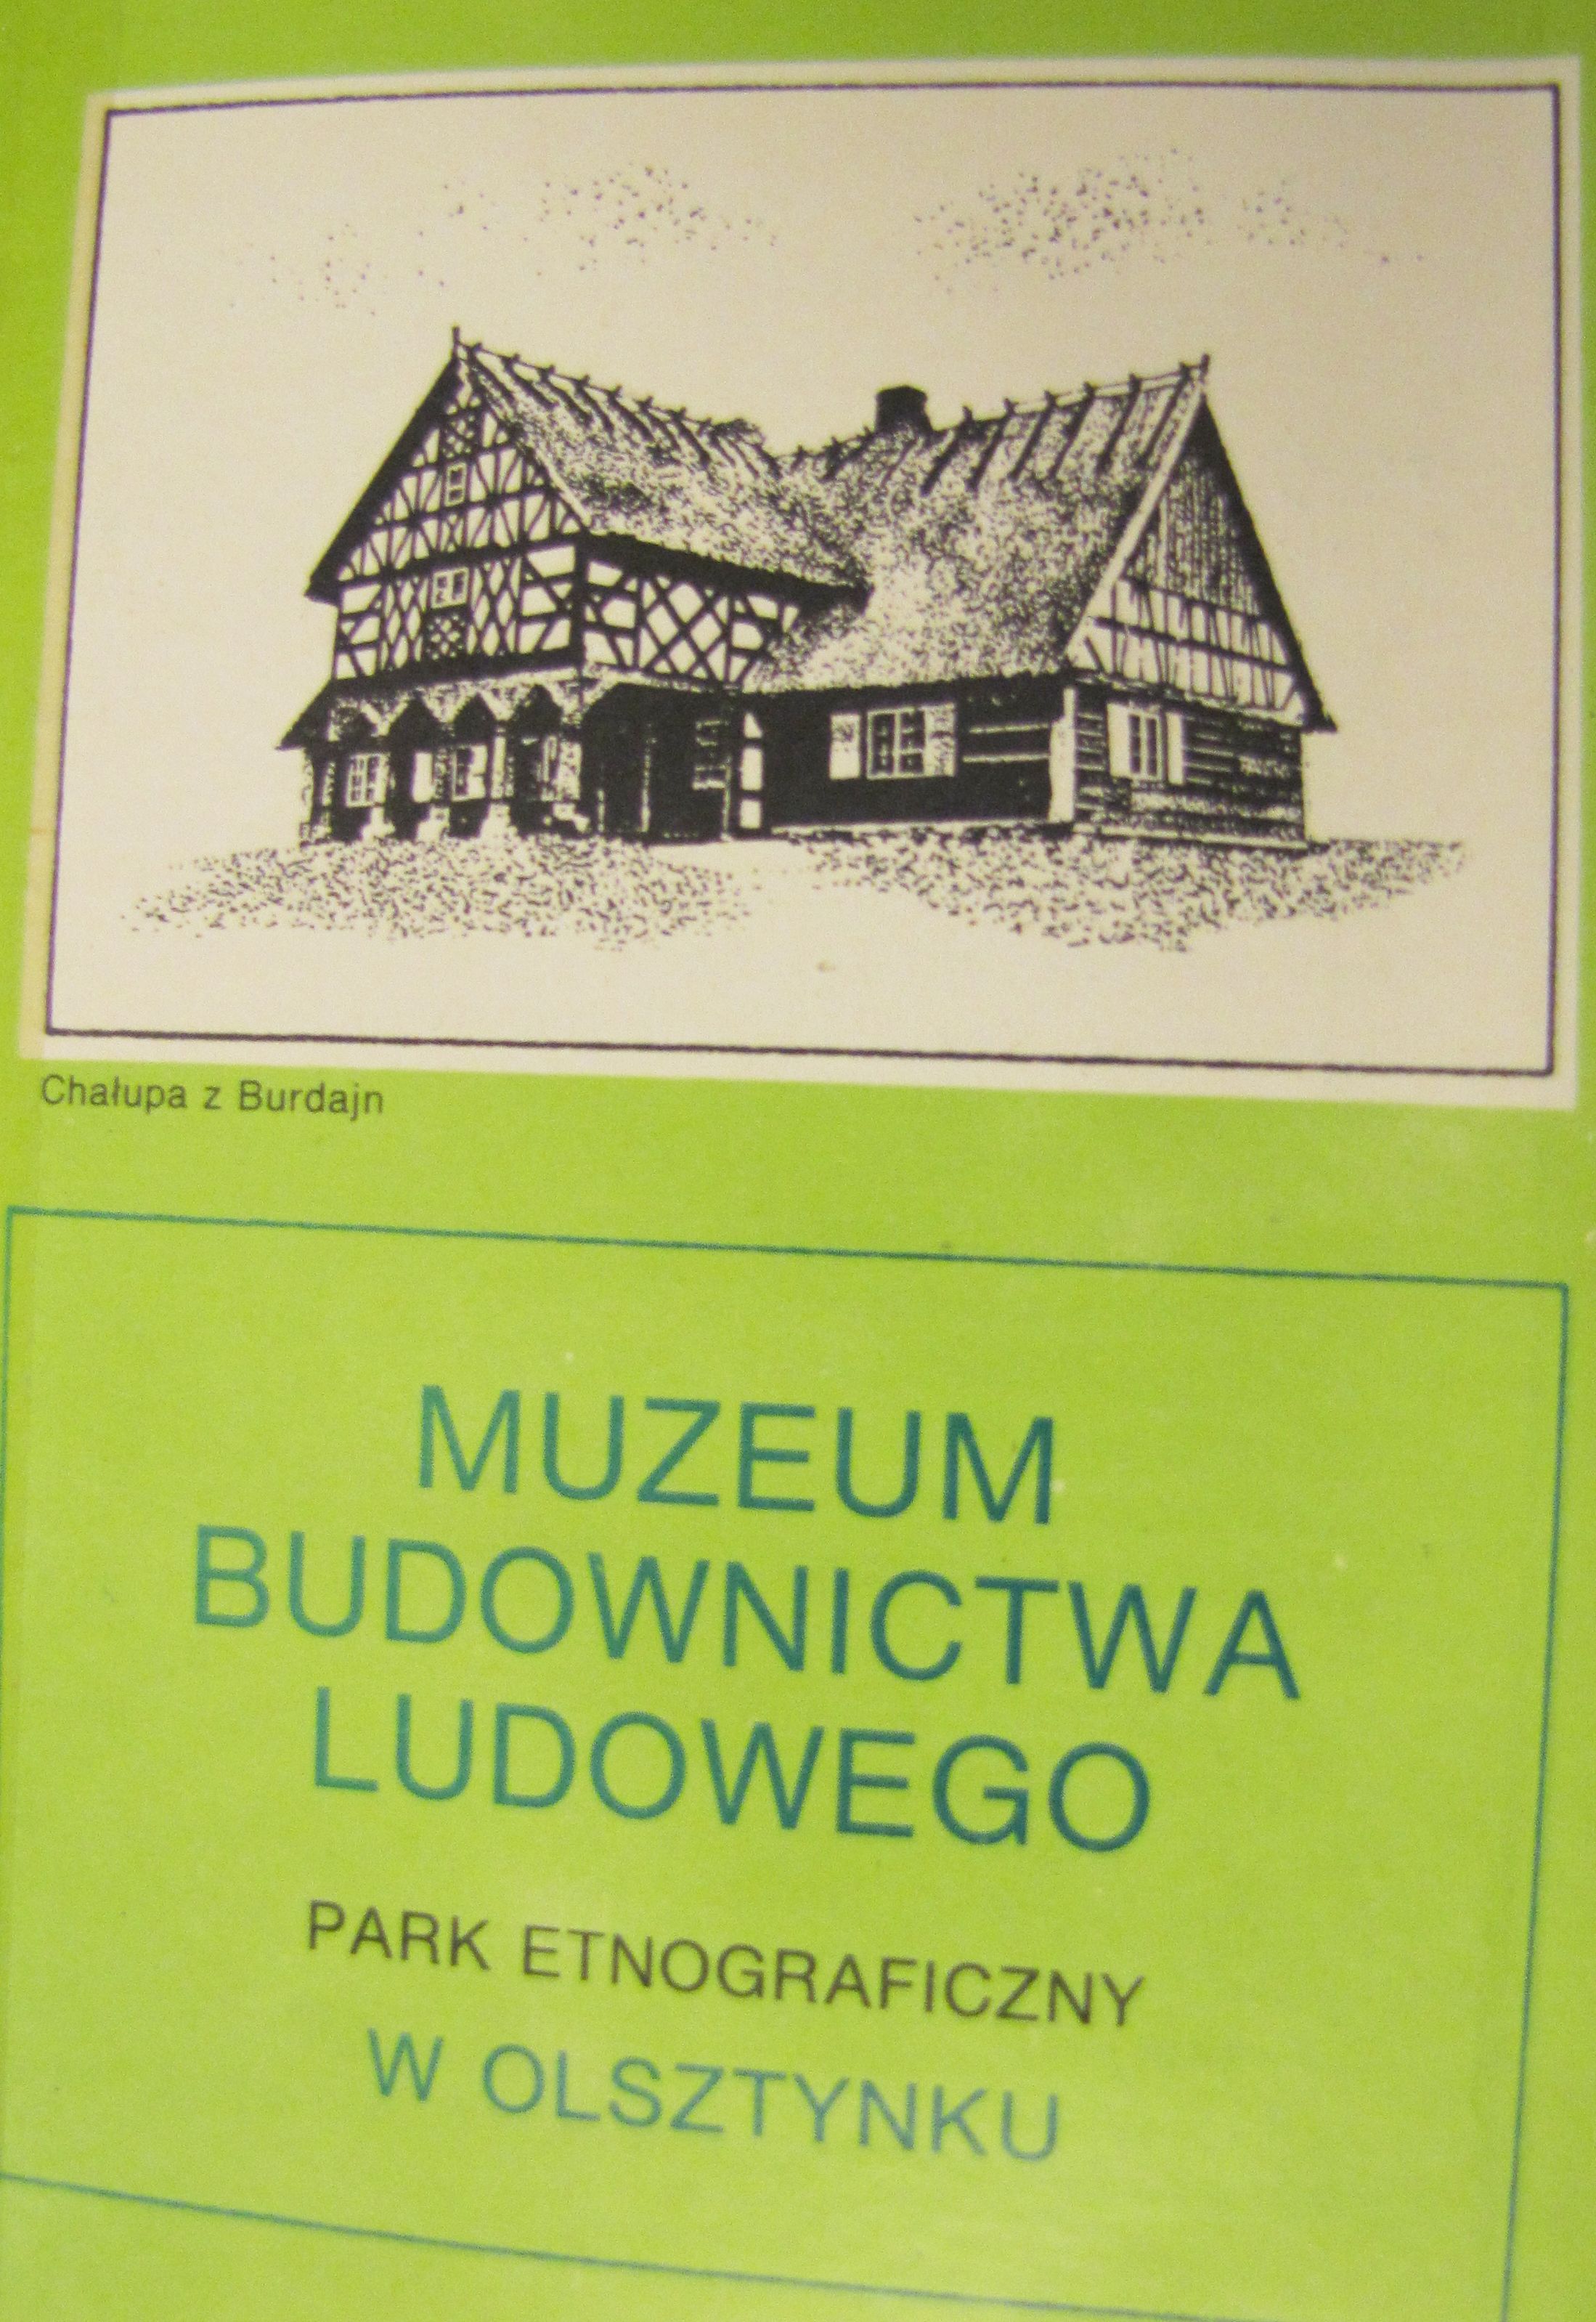 Chałupa z Burdajn
MUZEUM
BUDOWNICTWA
LUDOWEGO
PARK ETNOGRAFICZNY
W OLSZTYNKU